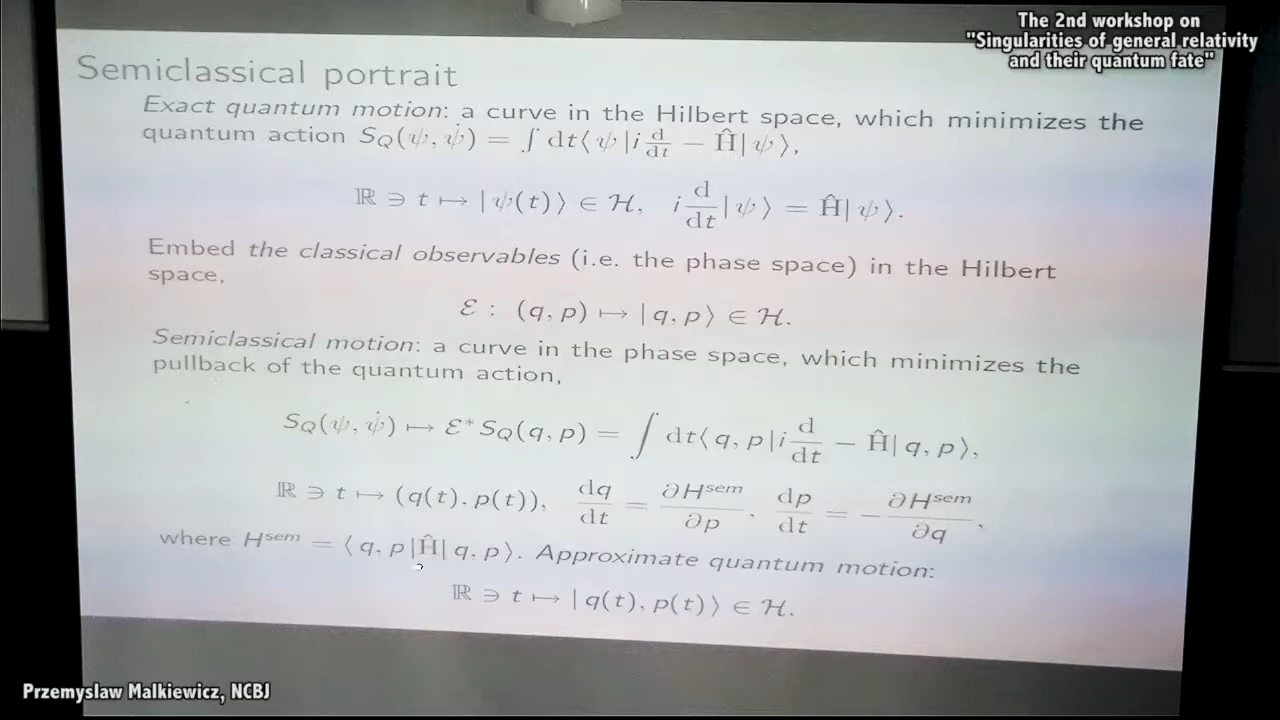 The 2nd workshop on
"Singularities of general relativity
and their quantum fate"
Semiclassical portrait
Exact quantum motion: a curve in the Hilbert space, which minimizes the
quantum action S_Q(ψ, ψ̇) = ∫ dt⟨ψ|i d/dt − Ĥ|ψ⟩,
ℝ ∋ t ↦ |ψ(t)⟩ ∈ ℋ, i d/dt |ψ⟩ = Ĥ|ψ⟩.
Embed the classical observables (i.e. the phase space) in the Hilbert
space,
ℰ : (q, p) ↦ |q, p⟩ ∈ ℋ.
Semiclassical motion: a curve in the phase space, which minimizes the
pullback of the quantum action,
S_Q(ψ, ψ̇) ↦ ℰ*S_Q(q, p) = ∫ dt⟨q, p|i d/dt − Ĥ|q, p⟩,
ℝ ∋ t ↦ (q(t), p(t)), dq/dt = ∂H^sem/∂p, dp/dt = −∂H^sem/∂q,
where H^sem = ⟨q, p|Ĥ|q, p⟩. Approximate quantum motion:
ℝ ∋ t ↦ |q(t), p(t)⟩ ∈ ℋ.
Przemyslaw Malkiewicz, NCBJ